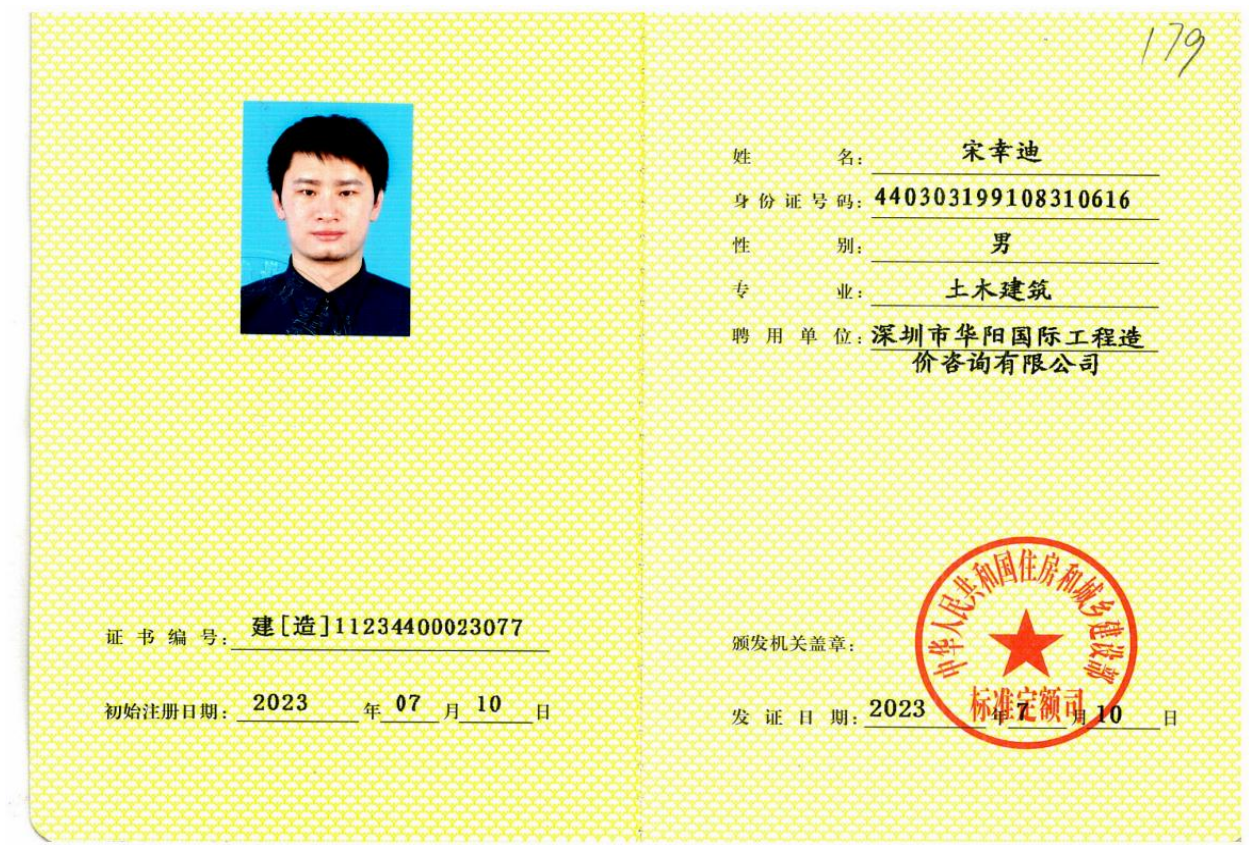 179
姓 名: 宋幸迪
身份证号码: 440303199108310616
性 别: 男
专 业: 土木建筑
聘用单位: 深圳市华阳国际工程造
价咨询有限公司
证书编号: 建[造]11234400023077
初始注册日期: 2023 年 07 月 10 日
颁发机关盖章:
中华人民共和国住房和城乡建设部
标准定额司
发证日期: 2023 年 7 月 10 日